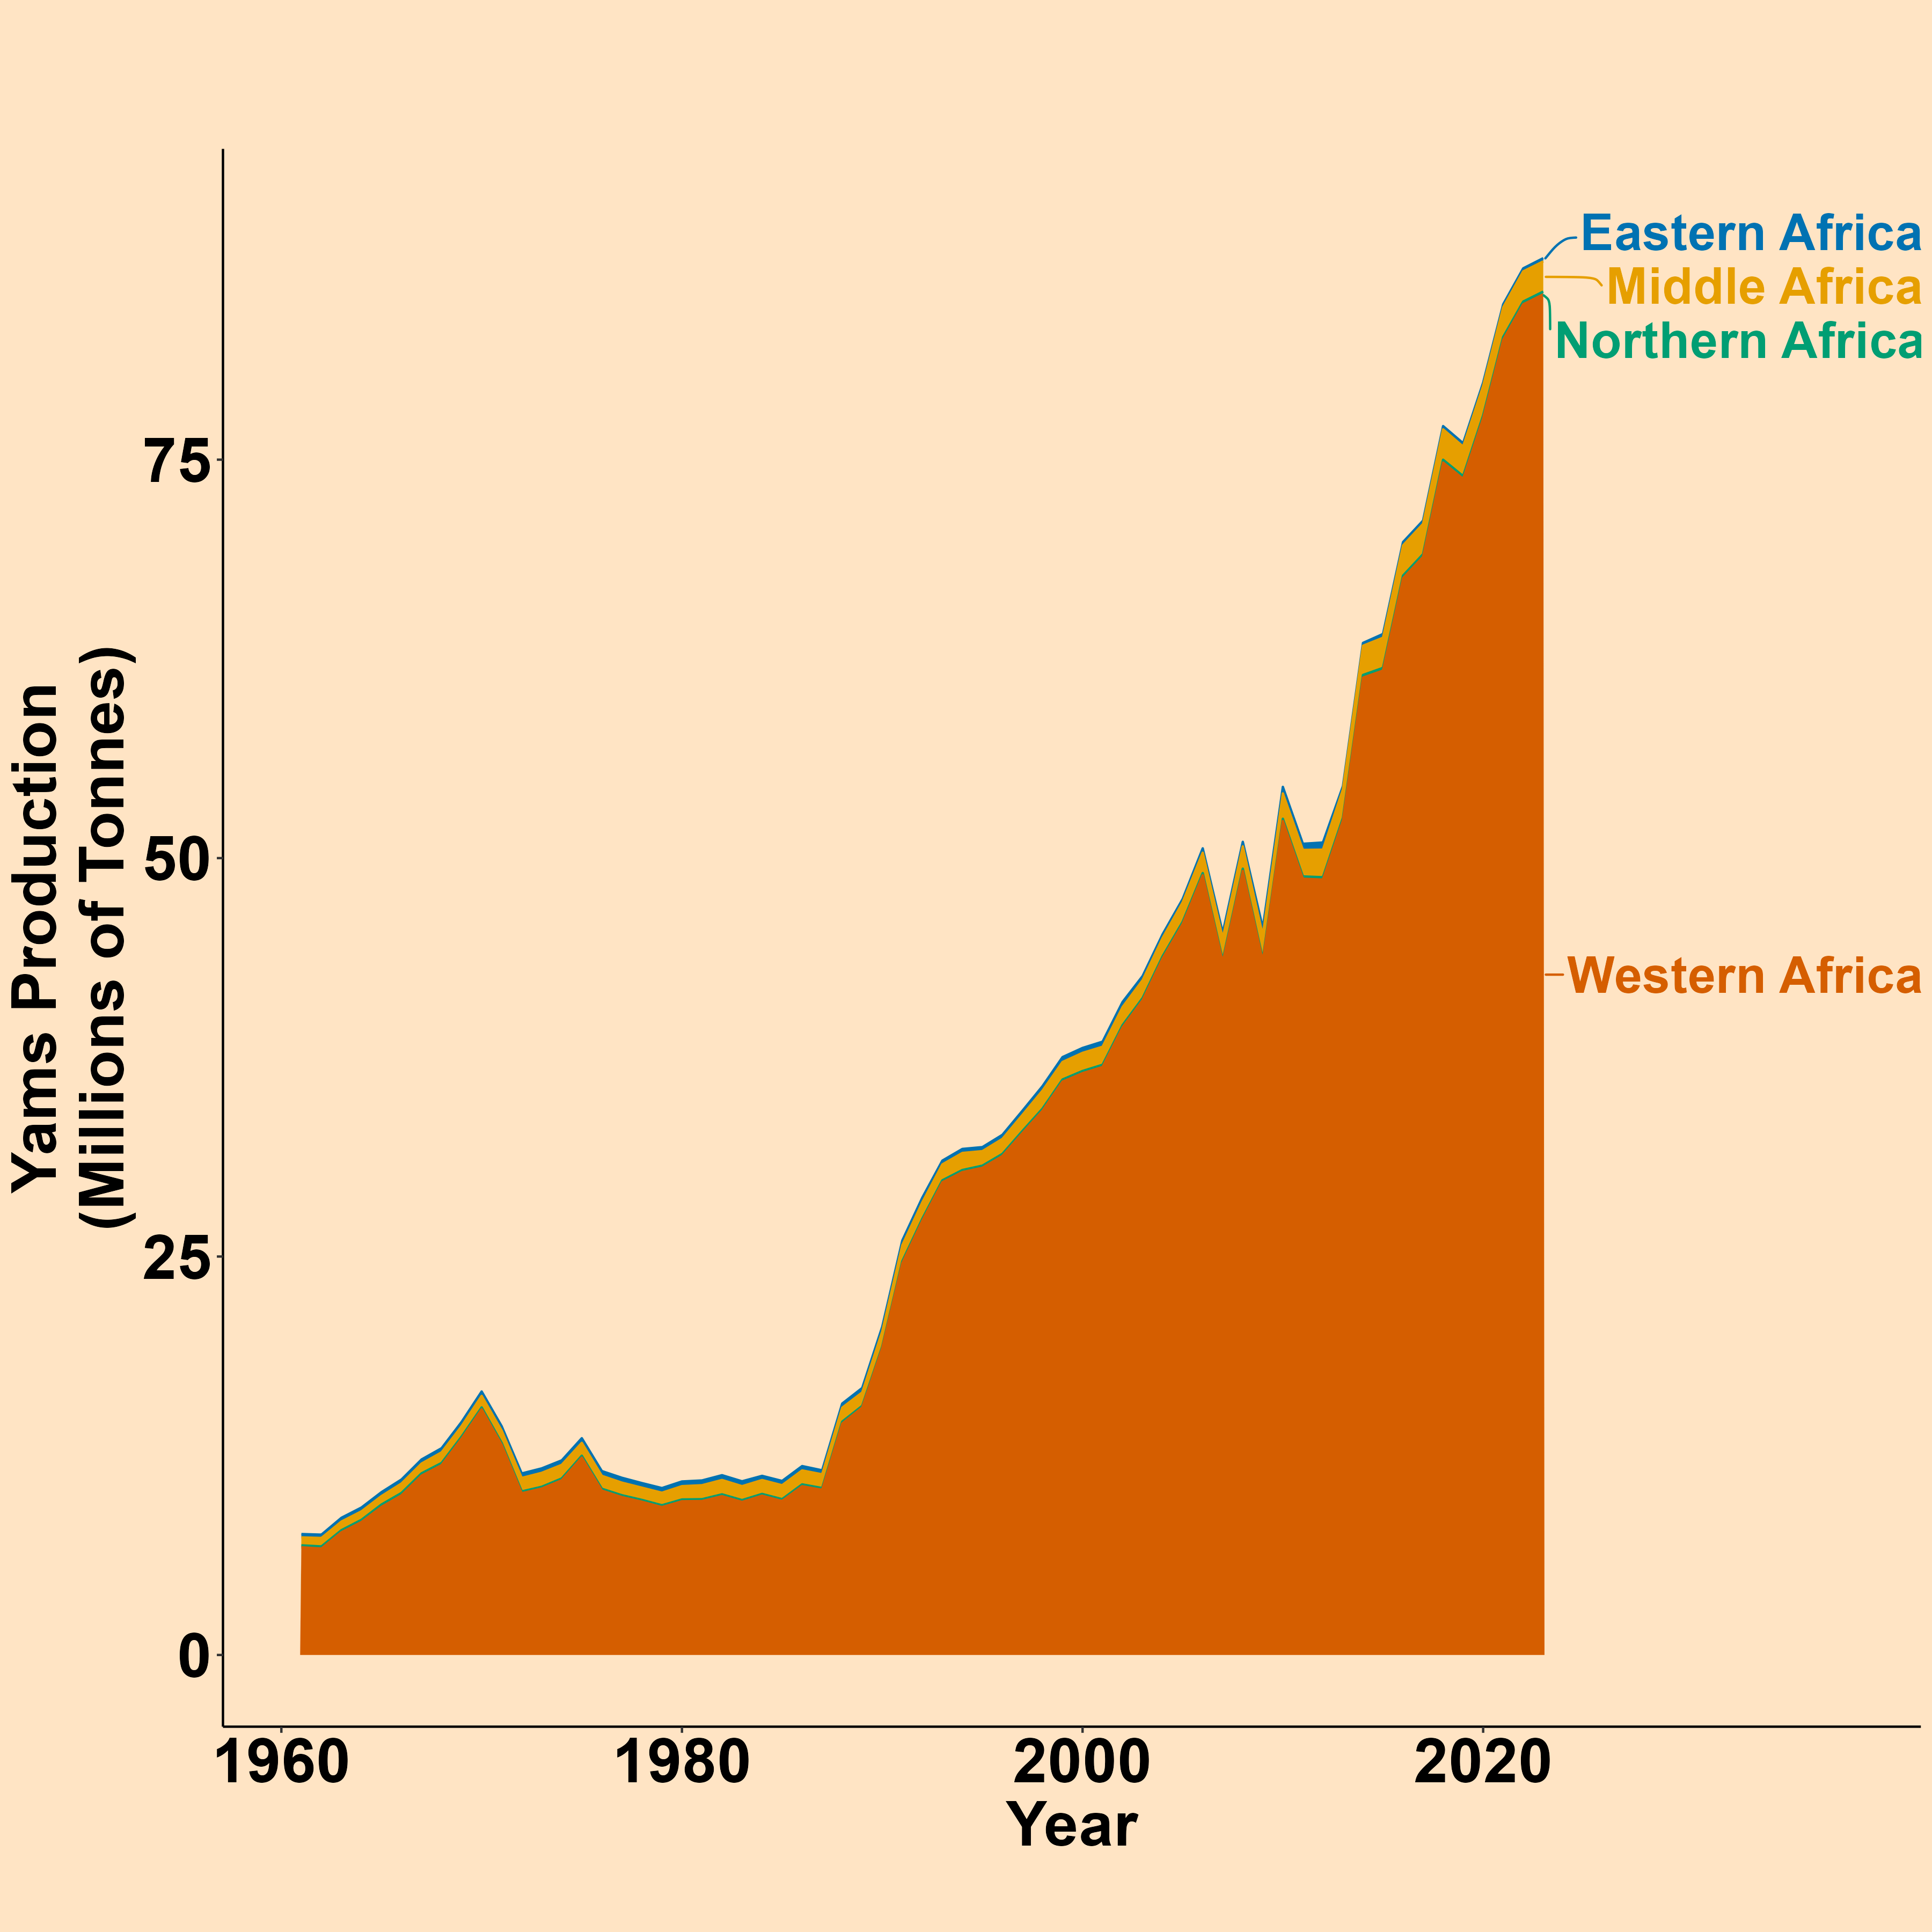 Eastern Africa
Middle Africa
Northern Africa
Western Africa
75
50
25
0
Yams Production
(Millions of Tonnes)
1960 1980 2000 2020
Year